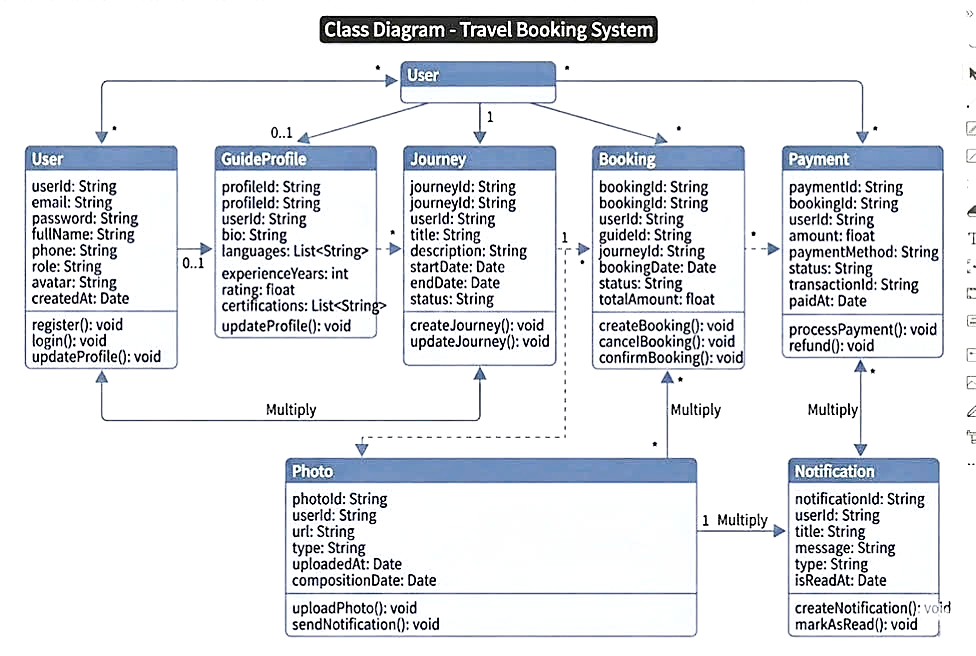 Class Diagram - Travel Booking System
User
*
*
0..1
1
*
*
*
User
userId: String
email: String
password: String
fullName: String
phone: String
role: String
avatar: String
createdAt: Date
register(): void
login(): void
updateProfile(): void
0..1
GuideProfile
profileId: String
profileId: String
userId: String
bio: String
languages: List<String>
experienceYears: int
rating: float
certifications: List<String>
updateProfile(): void
*
Journey
journeyId: String
journeyId: String
userId: String
title: String
description: String
startDate: Date
endDate: Date
status: String
createJourney(): void
updateJourney(): void
1
*
Booking
bookingId: String
bookingId: String
userId: String
guideId: String
journeyId: String
bookingDate: Date
status: String
totalAmount: float
createBooking(): void
cancelBooking(): void
confirmBooking(): void
*
Payment
paymentId: String
bookingId: String
userId: String
amount: float
paymentMethod: String
status: String
transactionId: String
paidAt: Date
processPayment(): void
refund(): void
Multiply
*
Multiply
*
*
Multiply
Photo
photoId: String
userId: String
url: String
type: String
uploadedAt: Date
compositionDate: Date
uploadPhoto(): void
sendNotification(): void
1 Multiply
Notification
notificationId: String
userId: String
title: String
message: String
type: String
isReadAt: Date
createNotification(): void
markAsRead(): void